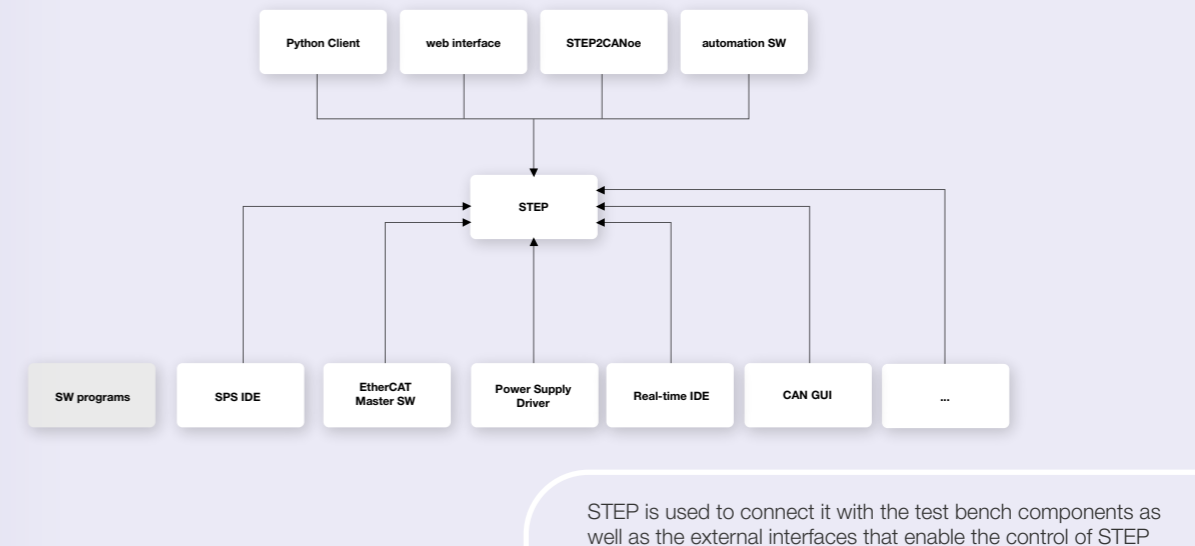 Python Client
web interface
STEP2CANoe
automation SW
STEP
SW programs
SPS IDE
EtherCAT
Master SW
Power Supply
Driver
Real-time IDE
CAN GUI
...
STEP is used to connect it with the test bench components as
well as the external interfaces that enable the control of STEP